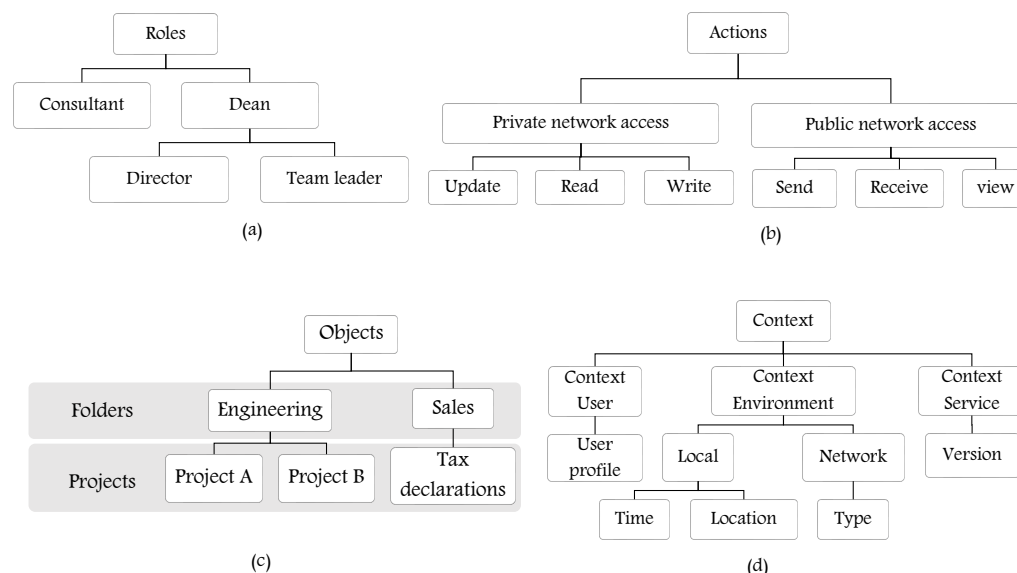 Roles
Consultant
Dean
Director
Team leader
(a)
Actions
Private network access
Public network access
Update
Read
Write
Send
Receive
view
(b)
Objects
Folders
Engineering
Sales
Projects
Project A
Project B
Tax
declarations
(c)
Context
Context
User
Context
Environment
Context
Service
User
profile
Local
Network
Version
Time
Location
Type
(d)